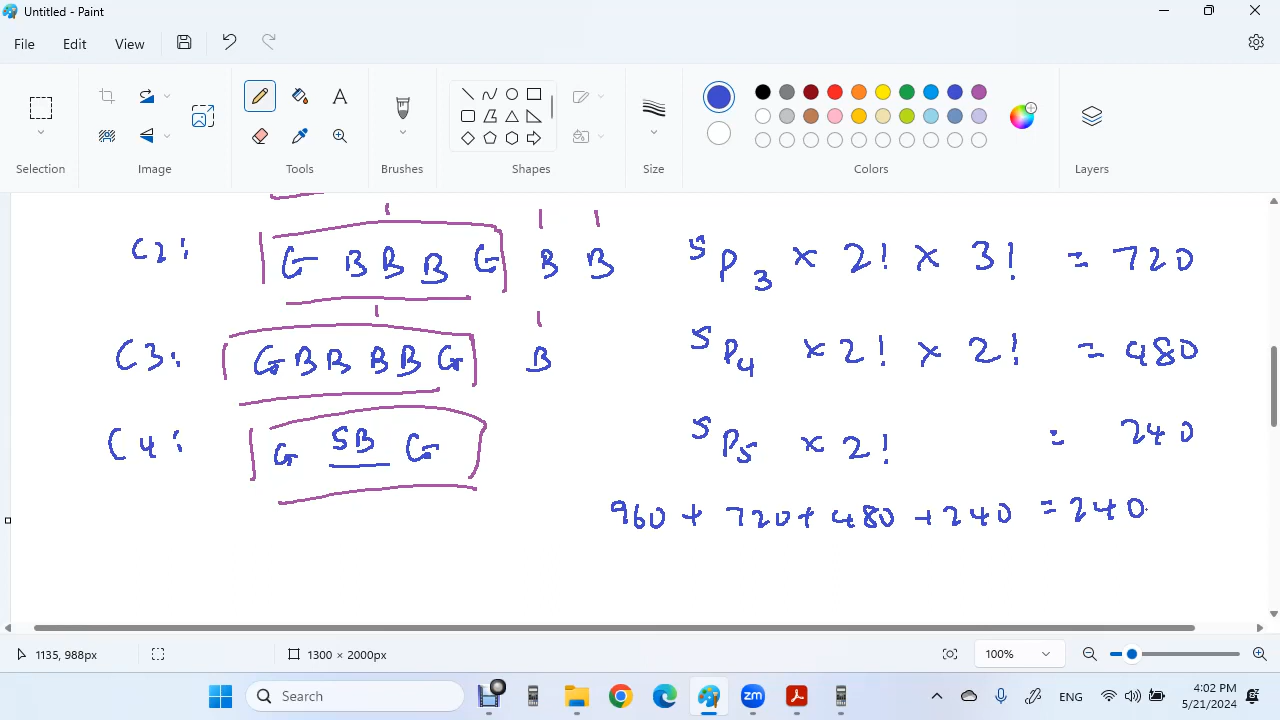 Untitled - Paint
File Edit View
Selection Image Tools Brushes Shapes Size Colors Layers
C2: G B B B G B B 5P3 × 2! × 3! = 720
C3: G B B B B G B 5P4 × 2! × 2! = 480
C4: G 5B G 5P5 × 2! = 240
960 + 720 + 480 + 240 = 240
1135, 988px 1300 × 2000px 100%
Search ENG 4:02 PM
5/21/2024